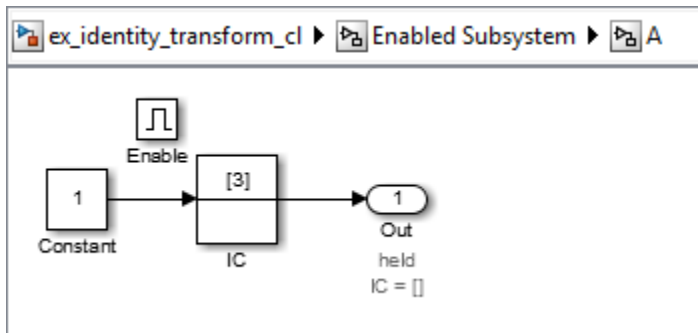 ex_identity_transform_cl ▶ Enabled Subsystem ▶ A
Enable
1
Constant
[3]
IC
1
Out
held
IC = []